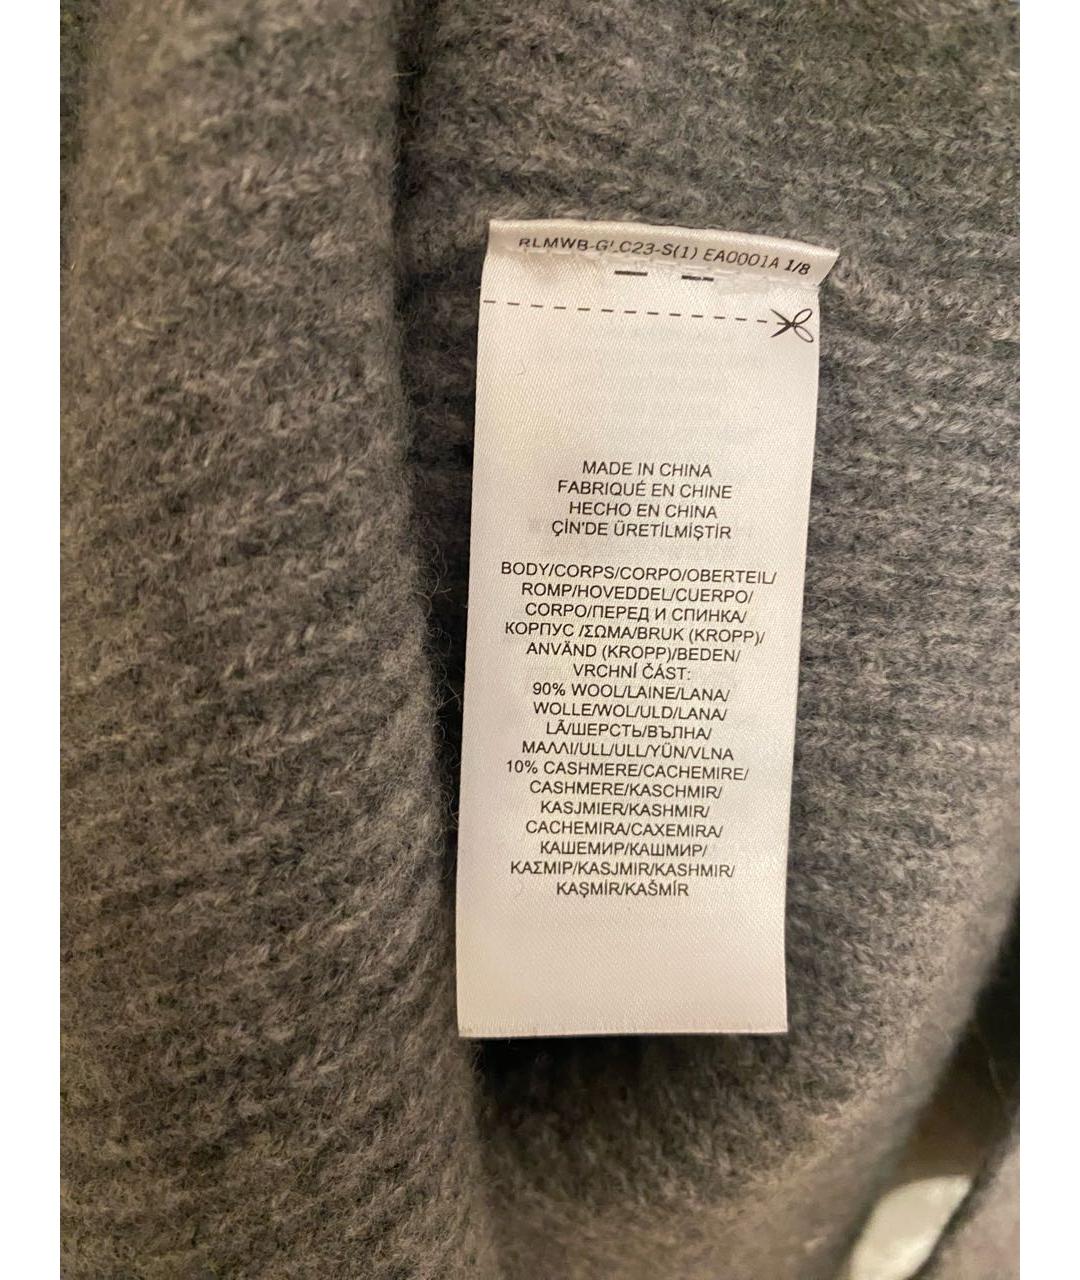 RLMWB-GLC23-S(1) EA0001A 1/8
MADE IN CHINA
FABRIQUÉ EN CHINE
HECHO EN CHINA
ÇİN'DE ÜRETİLMİŞTİR
BODY/CORPS/CORPO/OBERTEIL/
ROMP/HOVEDDEL/CUERPO/
CORPO/ПЕРЕД И СПИНКА/
КОРПУС /ΣΩΜΑ/BRUK (KROPP)/
ANVÄND (KROPP)/BEDEN/
VRCHNÍ ČÁST:
90% WOOL/LAINE/LANA/
WOLLE/WOL/ULD/LANA/
LÃ/ШЕРСТЬ/ВЪЛНА/
ΜΑΛΛΙ/ULL/ULL/YÜN/VLNA
10% CASHMERE/CACHEMIRE/
CASHMERE/KASCHMIR/
KASJMIER/KASHMIR/
CACHEMIRA/CAXEMIRA/
КАШЕМИР/КАШМИР/
ΚΑΣΜΙΡ/KASJMIR/KASHMIR/
KAŞMİR/KAŠMÍR